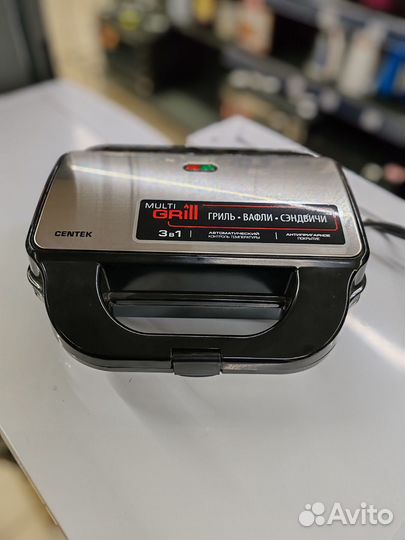 MULTI
GRill
ГРИЛЬ • ВАФЛИ • СЭНДВИЧИ
3в1
АВТОМАТИЧЕСКИЙ
КОНТРОЛЬ ТЕМПЕРАТУРЫ
АНТИПРИГАРНОЕ
ПОКРЫТИЕ
CENTEK
Avito